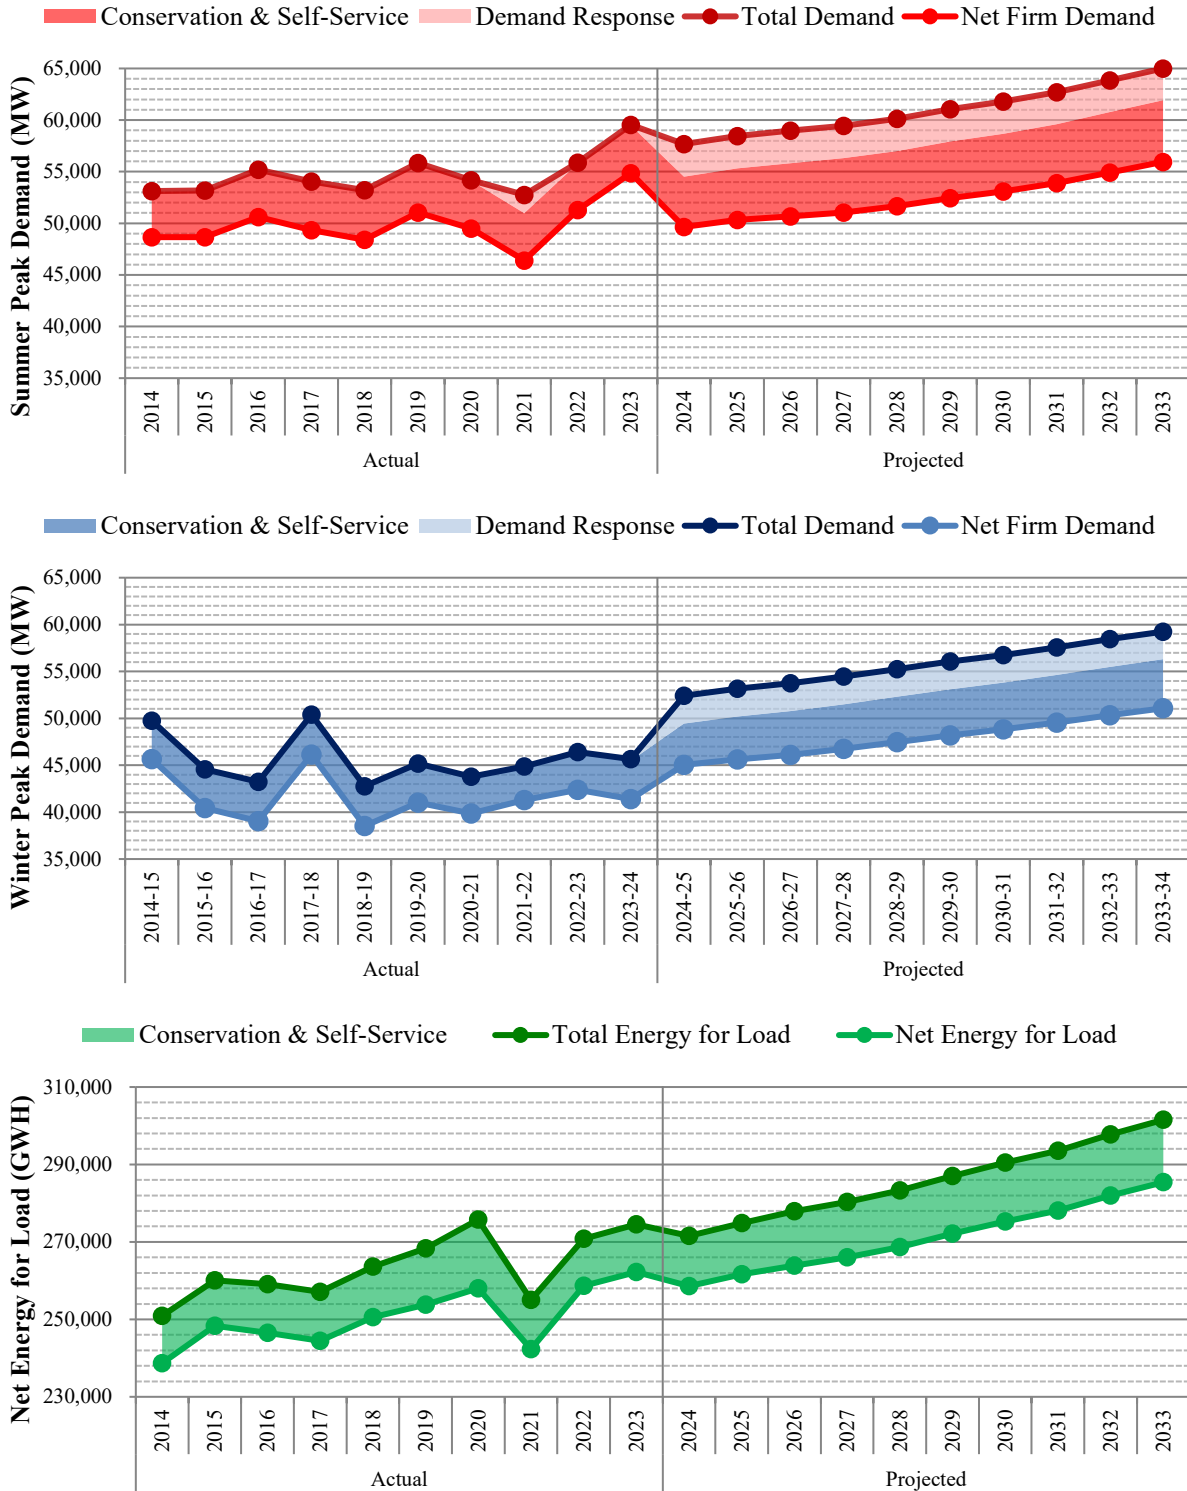 Conservation & Self-Service Demand Response Total Demand Net Firm Demand
Summer Peak Demand (MW)
65,000
60,000
55,000
50,000
45,000
40,000
35,000
2014 2015 2016 2017 2018 2019 2020 2021 2022 2023 2024 2025 2026 2027 2028 2029 2030 2031 2032 2033
Actual Projected
Conservation & Self-Service Demand Response Total Demand Net Firm Demand
Winter Peak Demand (MW)
65,000
60,000
55,000
50,000
45,000
40,000
35,000
2014-15 2015-16 2016-17 2017-18 2018-19 2019-20 2020-21 2021-22 2022-23 2023-24 2024-25 2025-26 2026-27 2027-28 2028-29 2029-30 2030-31 2031-32 2032-33 2033-34
Actual Projected
Conservation & Self-Service Total Energy for Load Net Energy for Load
Net Energy for Load (GWH)
310,000
290,000
270,000
250,000
230,000
2014 2015 2016 2017 2018 2019 2020 2021 2022 2023 2024 2025 2026 2027 2028 2029 2030 2031 2032 2033
Actual Projected